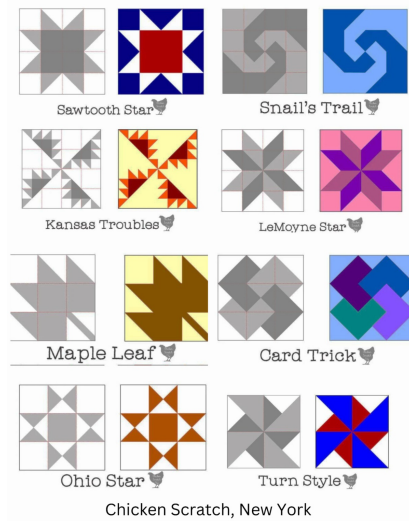 Sawtooth Star
Snail's Trail
Kansas Troubles
LeMoyne Star
Maple Leaf
Card Trick
Ohio Star
Turn Style
Chicken Scratch, New York